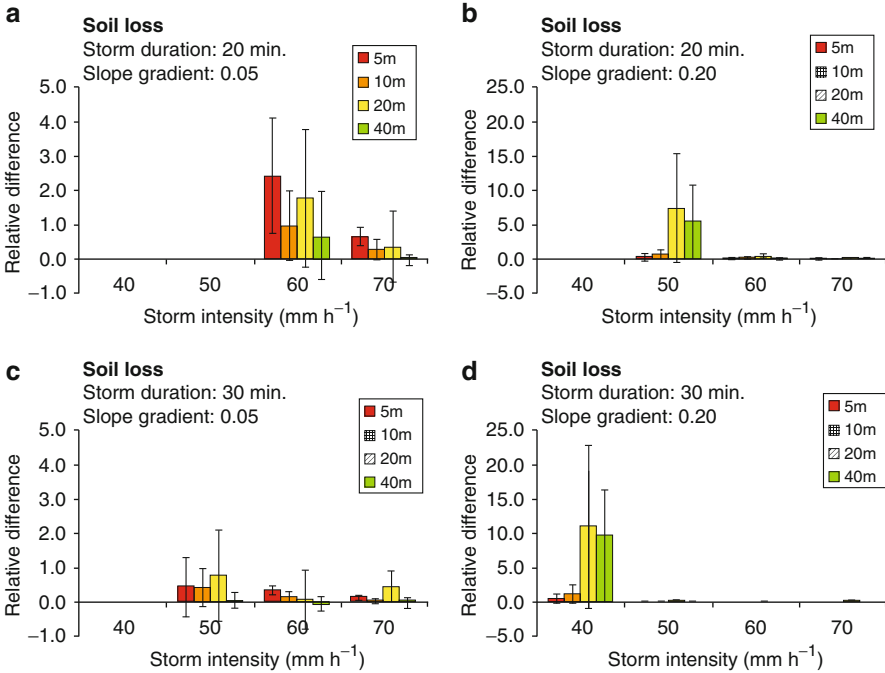 a
Soil loss
Storm duration: 20 min.
Slope gradient: 0.05
5m
10m
20m
40m
5.0
4.0
3.0
2.0
1.0
0.0
−1.0
Relative difference
40 50 60 70
Storm intensity (mm h⁻¹)
b
Soil loss
Storm duration: 20 min.
Slope gradient: 0.20
5m
10m
20m
40m
25
20.0
15.0
10.0
5.0
0.0
−5.0
Relative difference
40 50 60 70
Storm intensity (mm h⁻¹)
c
Soil loss
Storm duration: 30 min.
Slope gradient: 0.05
5m
10m
20m
40m
5.0
4.0
3.0
2.0
1.0
0.0
−1.0
Relative difference
40 50 60 70
Storm intensity (mm h⁻¹)
d
Soil loss
Storm duration: 30 min.
Slope gradient: 0.20
5m
10m
20m
40m
25.0
20.0
15.0
10.0
5.0
0.0
−5.0
Relative difference
40 50 60 70
Storm intensity (mm h⁻¹)